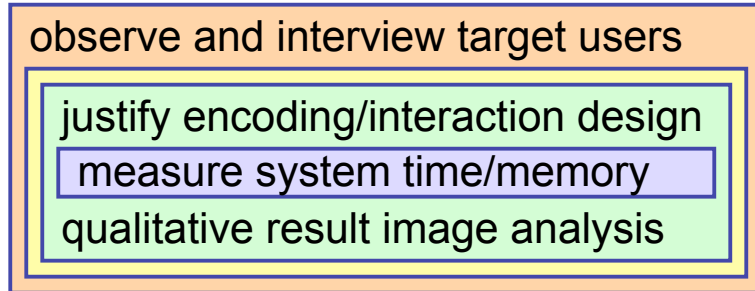 observe and interview target users
justify encoding/interaction design
measure system time/memory
qualitative result image analysis